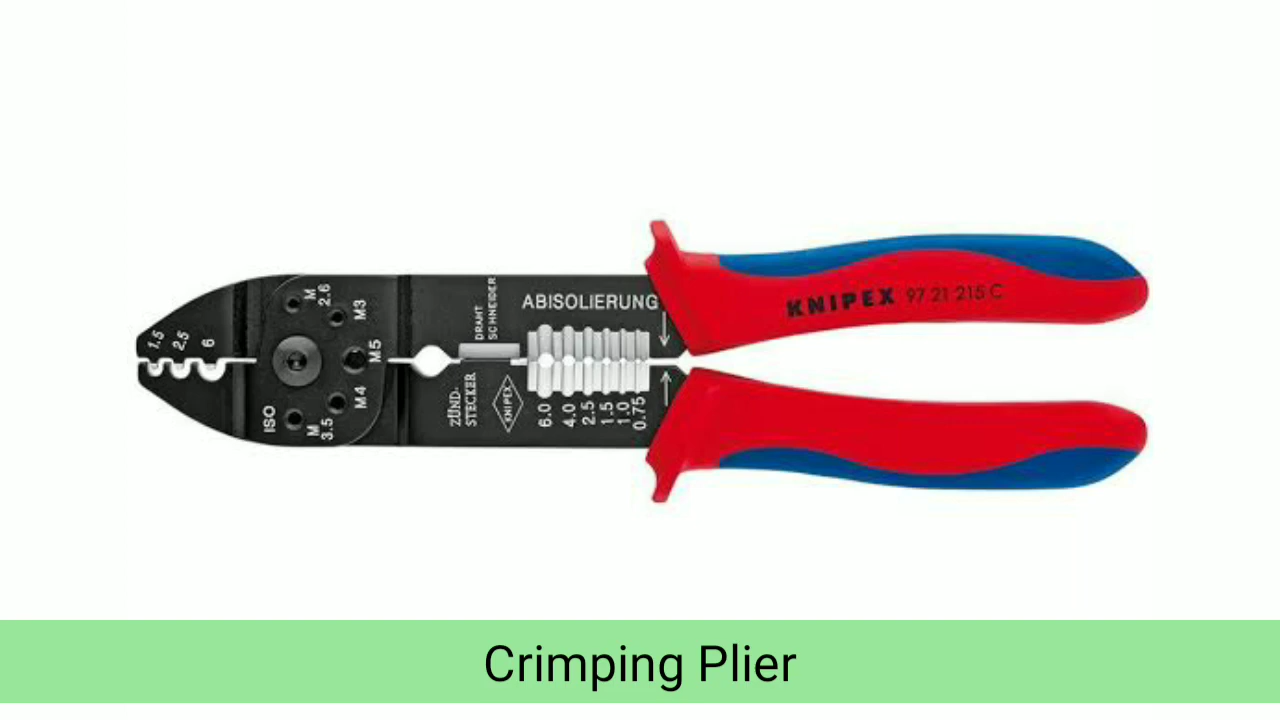 1.5
2.5
6
M
2.6
M3
M5
M4
M
3.5
ISO
DRAHT
SCHNEIDER
ABISOLIERUNG
ZÜND-
STECKER
KNIPEX
6.0
4.0
2.5
1.5
1.0
0.75
KNIPEX 97 21 215 C
Crimping Plier